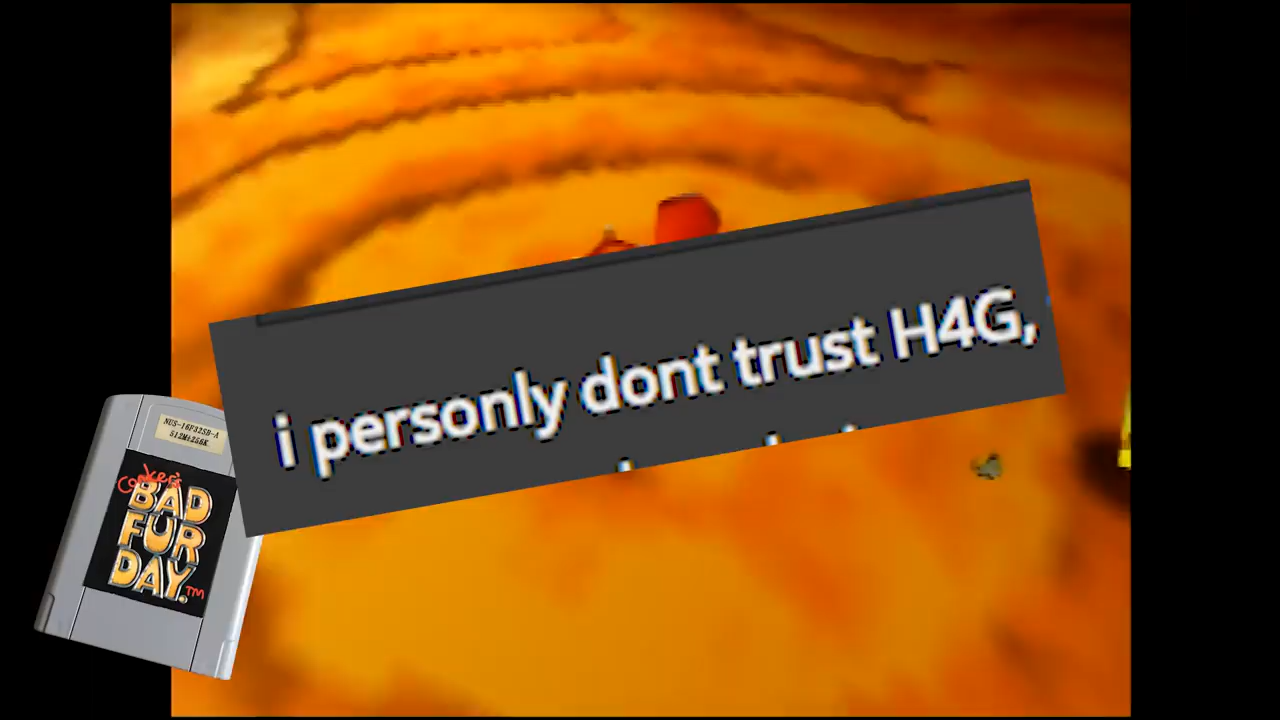 i personly dont trust H4G,
NUS-16P32SB-A
512M+256K
Conker's
BAD
FUR
DAY.™